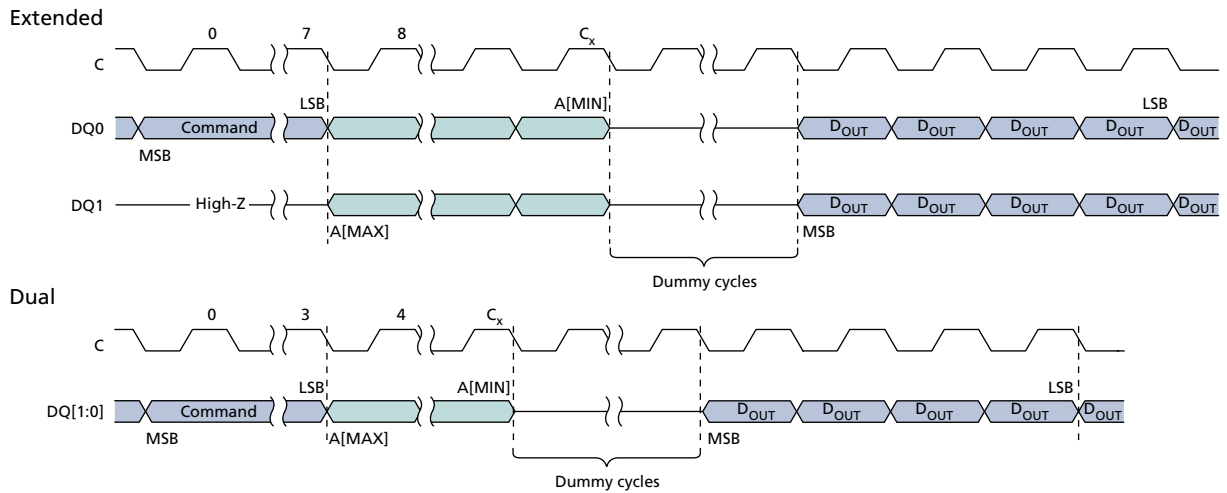 Extended
0 7 8 Cx
C
LSB A[MIN] LSB
DQ0 Command DOUT DOUT DOUT DOUT DOUT
MSB
DQ1 High-Z DOUT DOUT DOUT DOUT DOUT
A[MAX] MSB
Dummy cycles
Dual
0 3 4 Cx
C
LSB A[MIN] LSB
DQ[1:0] Command DOUT DOUT DOUT DOUT DOUT
MSB A[MAX] MSB
Dummy cycles